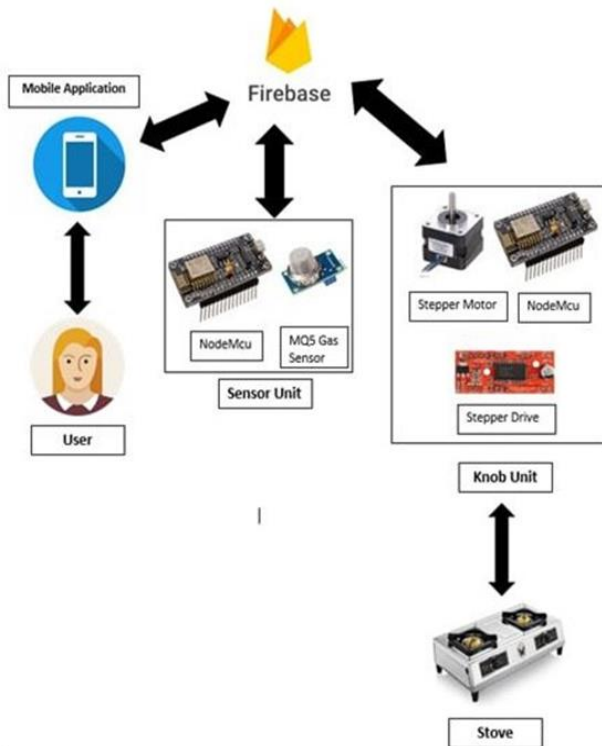 Firebase
Mobile Application
Stepper Motor
NodeMcu
NodeMcu
MQ5 Gas
Sensor
Sensor Unit
Stepper Drive
User
Knob Unit
Stove